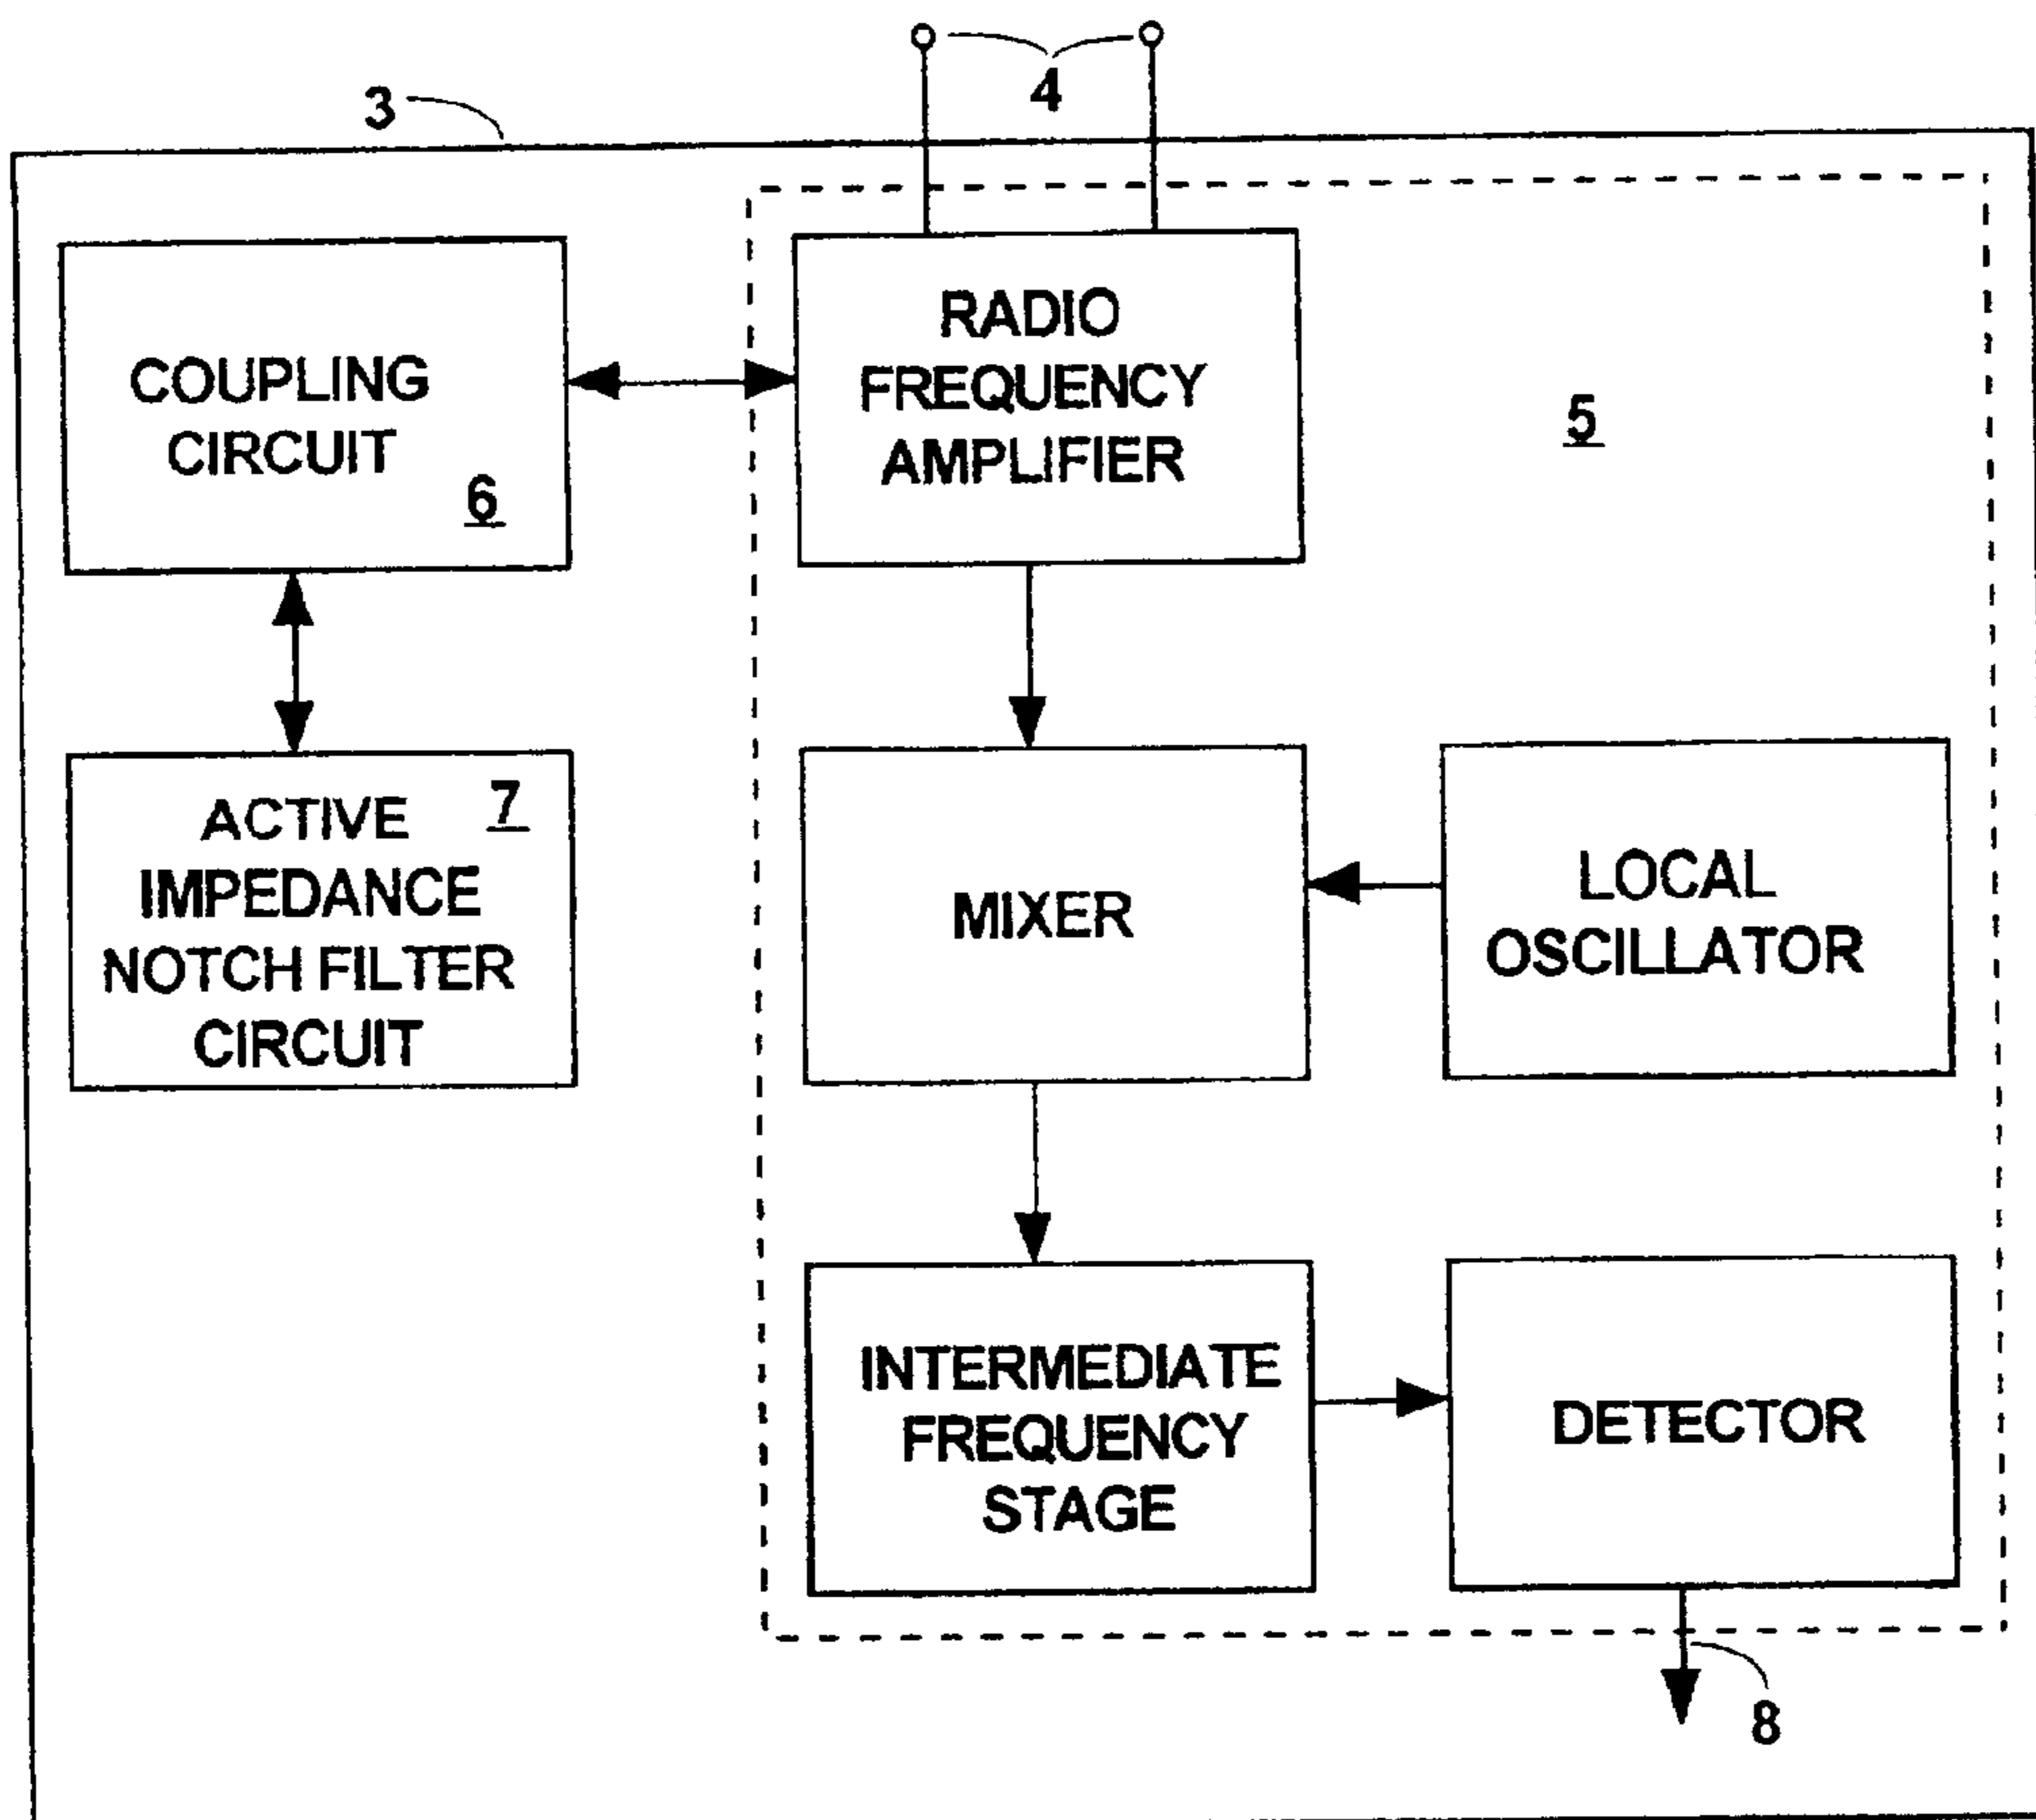 4
3
COUPLING
CIRCUIT
6
RADIO
FREQUENCY
AMPLIFIER
5
ACTIVE
7
IMPEDANCE
NOTCH FILTER
CIRCUIT
MIXER
LOCAL
OSCILLATOR
INTERMEDIATE
FREQUENCY
STAGE
DETECTOR
8